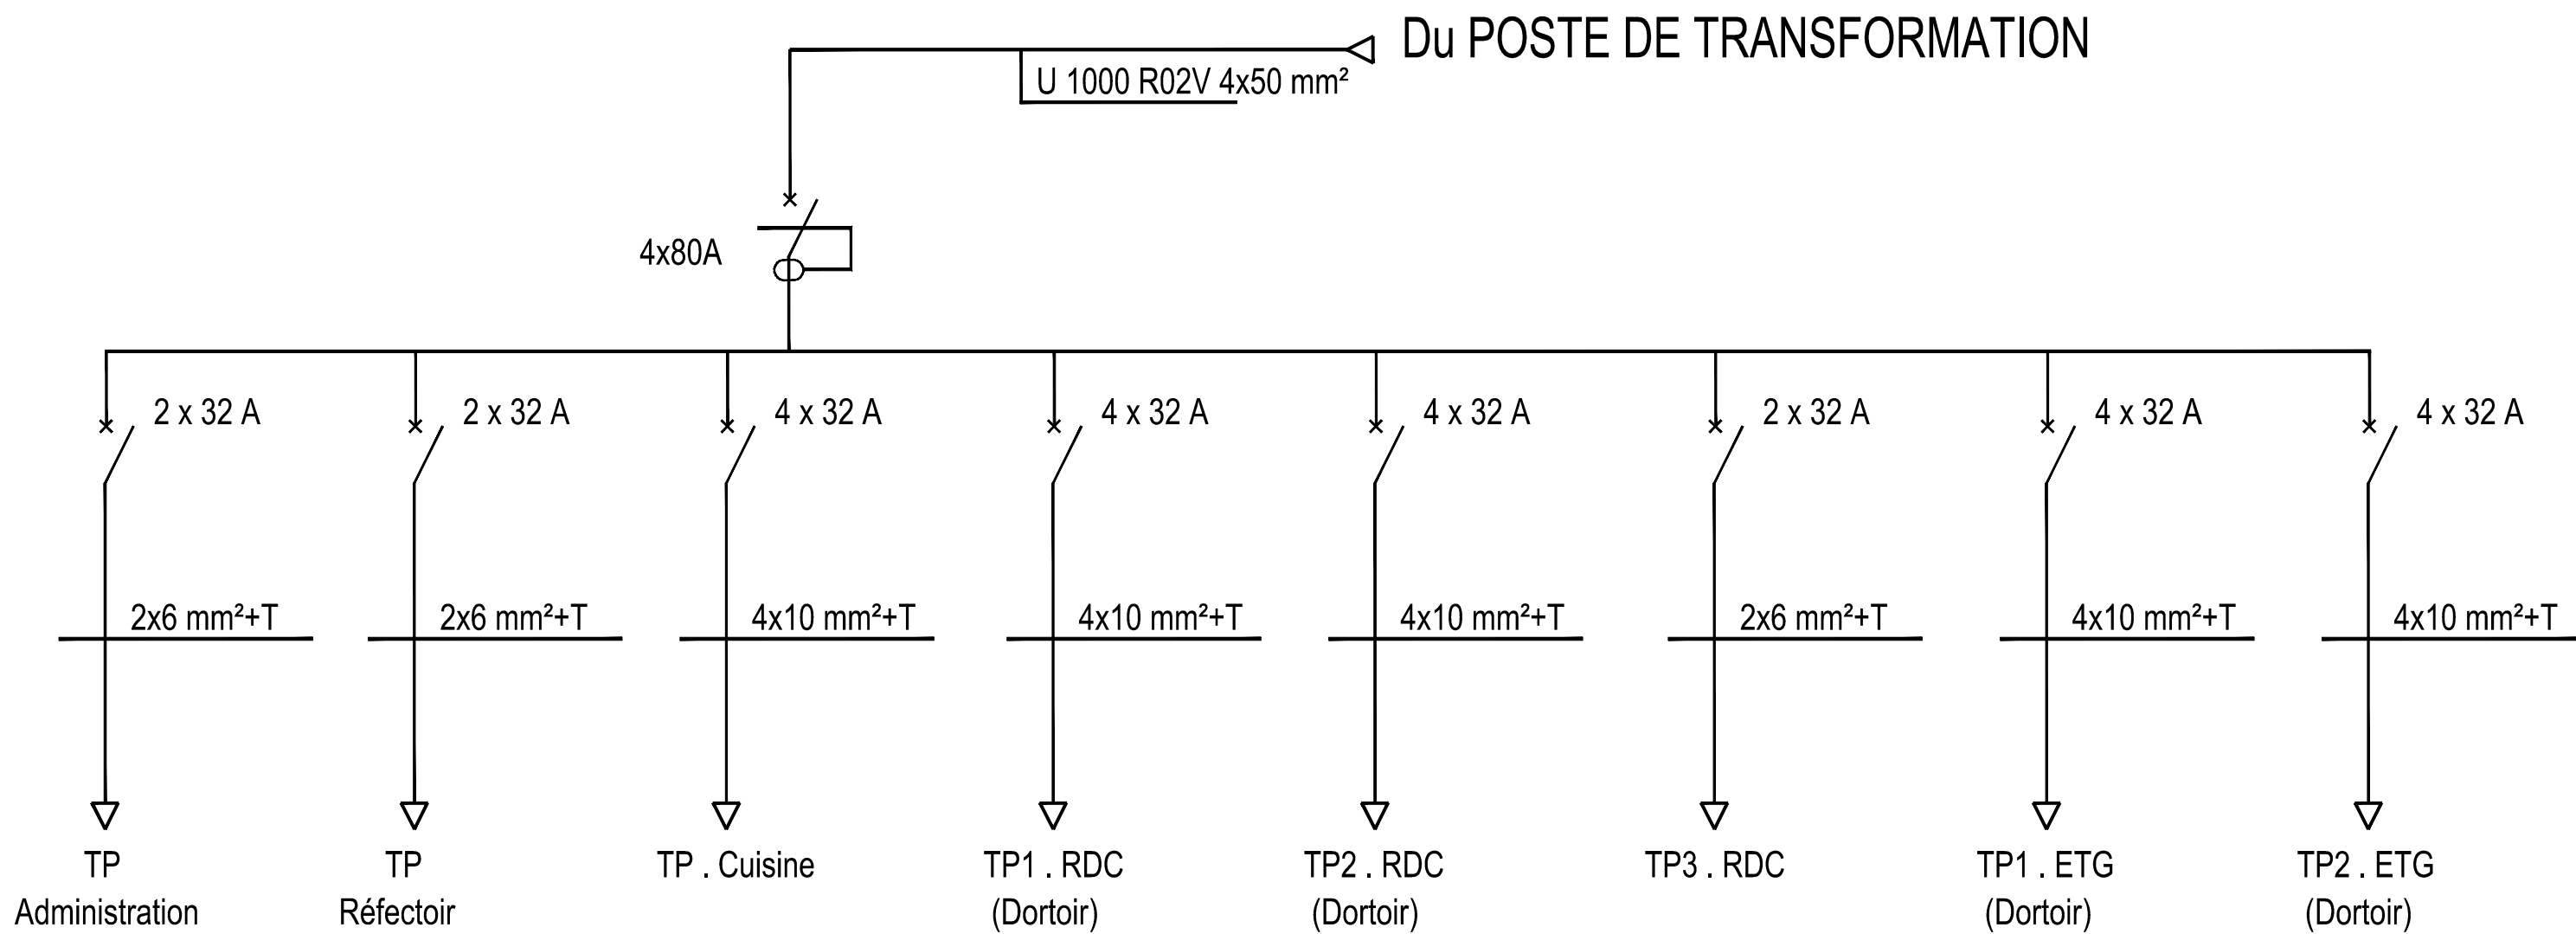 Du POSTE DE TRANSFORMATION
U 1000 R02V 4x50 mm²
4x80A
2 x 32 A
2 x 32 A
4 x 32 A
4 x 32 A
4 x 32 A
2 x 32 A
4 x 32 A
4 x 32 A
2x6 mm²+T
2x6 mm²+T
4x10 mm²+T
4x10 mm²+T
4x10 mm²+T
2x6 mm²+T
4x10 mm²+T
4x10 mm²+T
TP
Administration
TP
Réfectoir
TP . Cuisine
TP1 . RDC
(Dortoir)
TP2 . RDC
(Dortoir)
TP3 . RDC
TP1 . ETG
(Dortoir)
TP2 . ETG
(Dortoir)